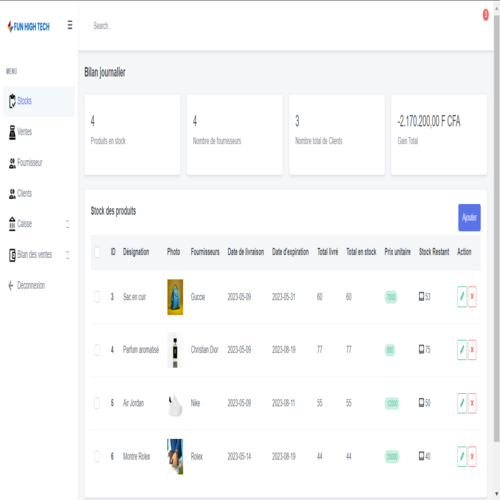 FUN HIGH TECH
Search...
3
MENU
Stocks
Ventes
Fournisseur
Clients
Caisse
Bilan des ventes
Déconnexion
Bilan journalier
4
Produits en stock
4
Nombre de fournisseurs
3
Nombre total de Clients
-2.170.200,00 F CFA
Gain Total
Stock des produits
Ajouter
ID Désignation Photo Fournisseurs Date de livraison Date d'expiration Total livré Total en stock Prix unitaire Stock Restant Action
3 Sac en cuir Guccie 2023-05-09 2023-05-31 60 60 53
4 Parfum aromatisé Christian Dior 2023-05-09 2023-08-19 77 77 75
5 Air Jordan Nike 2023-05-09 2023-08-11 55 55 50
6 Montre Rolex Rolex 2023-05-14 2023-08-19 44 44 40